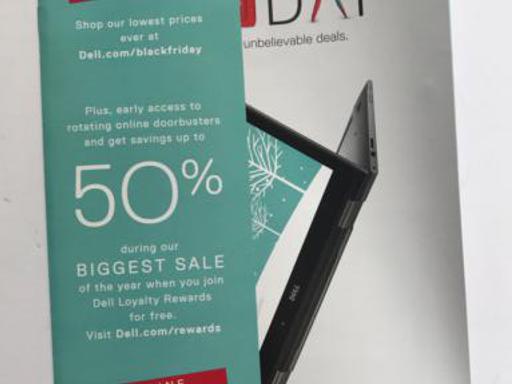 Shop our lowest prices
ever at
Dell.com/blackfriday
Plus, early access to
rotating online doorbusters
and get savings up to
50%
during our
BIGGEST SALE
of the year when you join
Dell Loyalty Rewards
for free.
Visit Dell.com/rewards
DAY
unbelievable deals.
DELL